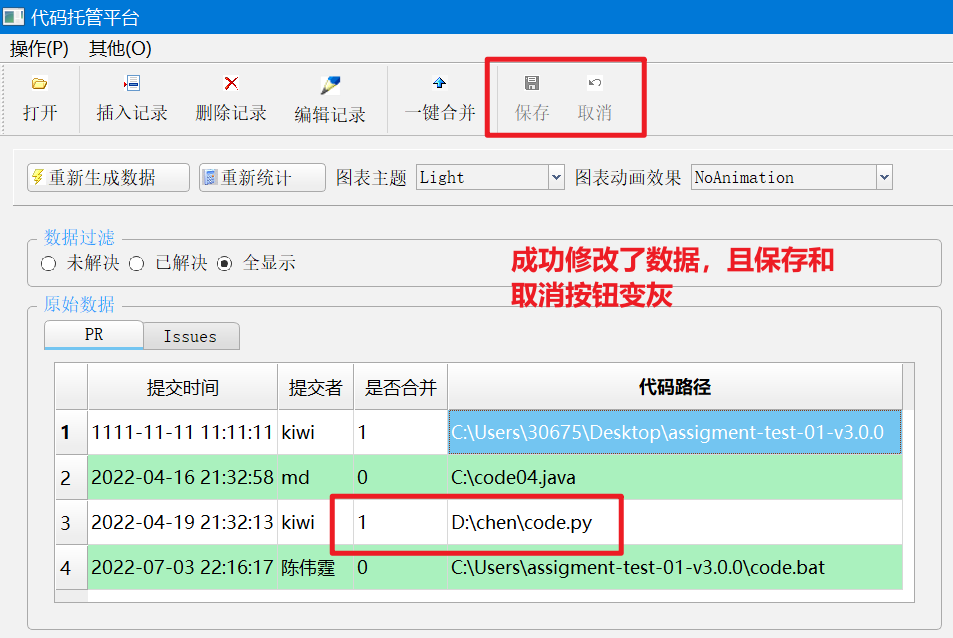 代码托管平台
操作(P) 其他(O)
打开 插入记录 删除记录 编辑记录 一键合并 保存 取消
重新生成数据 重新统计 图表主题 Light 图表动画效果 NoAnimation
数据过滤
未解决 已解决 全显示
成功修改了数据，且保存和
取消按钮变灰
原始数据
PR Issues
提交时间 提交者 是否合并 代码路径
1 1111-11-11 11:11:11 kiwi 1 C:\Users\30675\Desktop\assigment-test-01-v3.0.0
2 2022-04-16 21:32:58 md 0 C:\code04.java
3 2022-04-19 21:32:13 kiwi 1 D:\chen\code.py
4 2022-07-03 22:16:17 陈伟霆 0 C:\Users\assigment-test-01-v3.0.0\code.bat